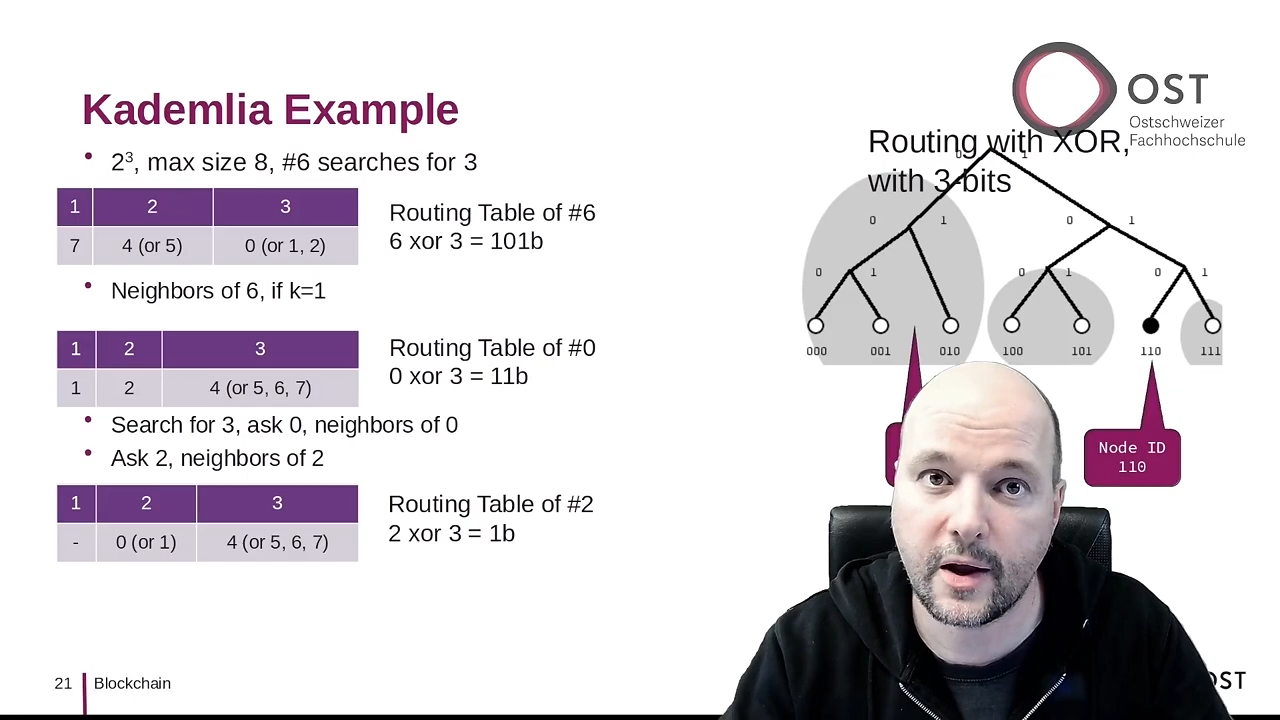 OST
Ostschweizer
Fachhochschule
Kademlia Example
• 2³, max size 8, #6 searches for 3
1 2 3
7 4 (or 5) 0 (or 1, 2)
Routing Table of #6
6 xor 3 = 101b
• Neighbors of 6, if k=1
1 2 3
1 2 4 (or 5, 6, 7)
Routing Table of #0
0 xor 3 = 11b
• Search for 3, ask 0, neighbors of 0
• Ask 2, neighbors of 2
1 2 3
- 0 (or 1) 4 (or 5, 6, 7)
Routing Table of #2
2 xor 3 = 1b
Routing with XOR,
with 3-bits
0 1
0 1 0 1
0 1 0 1 0 1
000 001 010 100 101 110 111
Node ID
110
21 Blockchain
OST